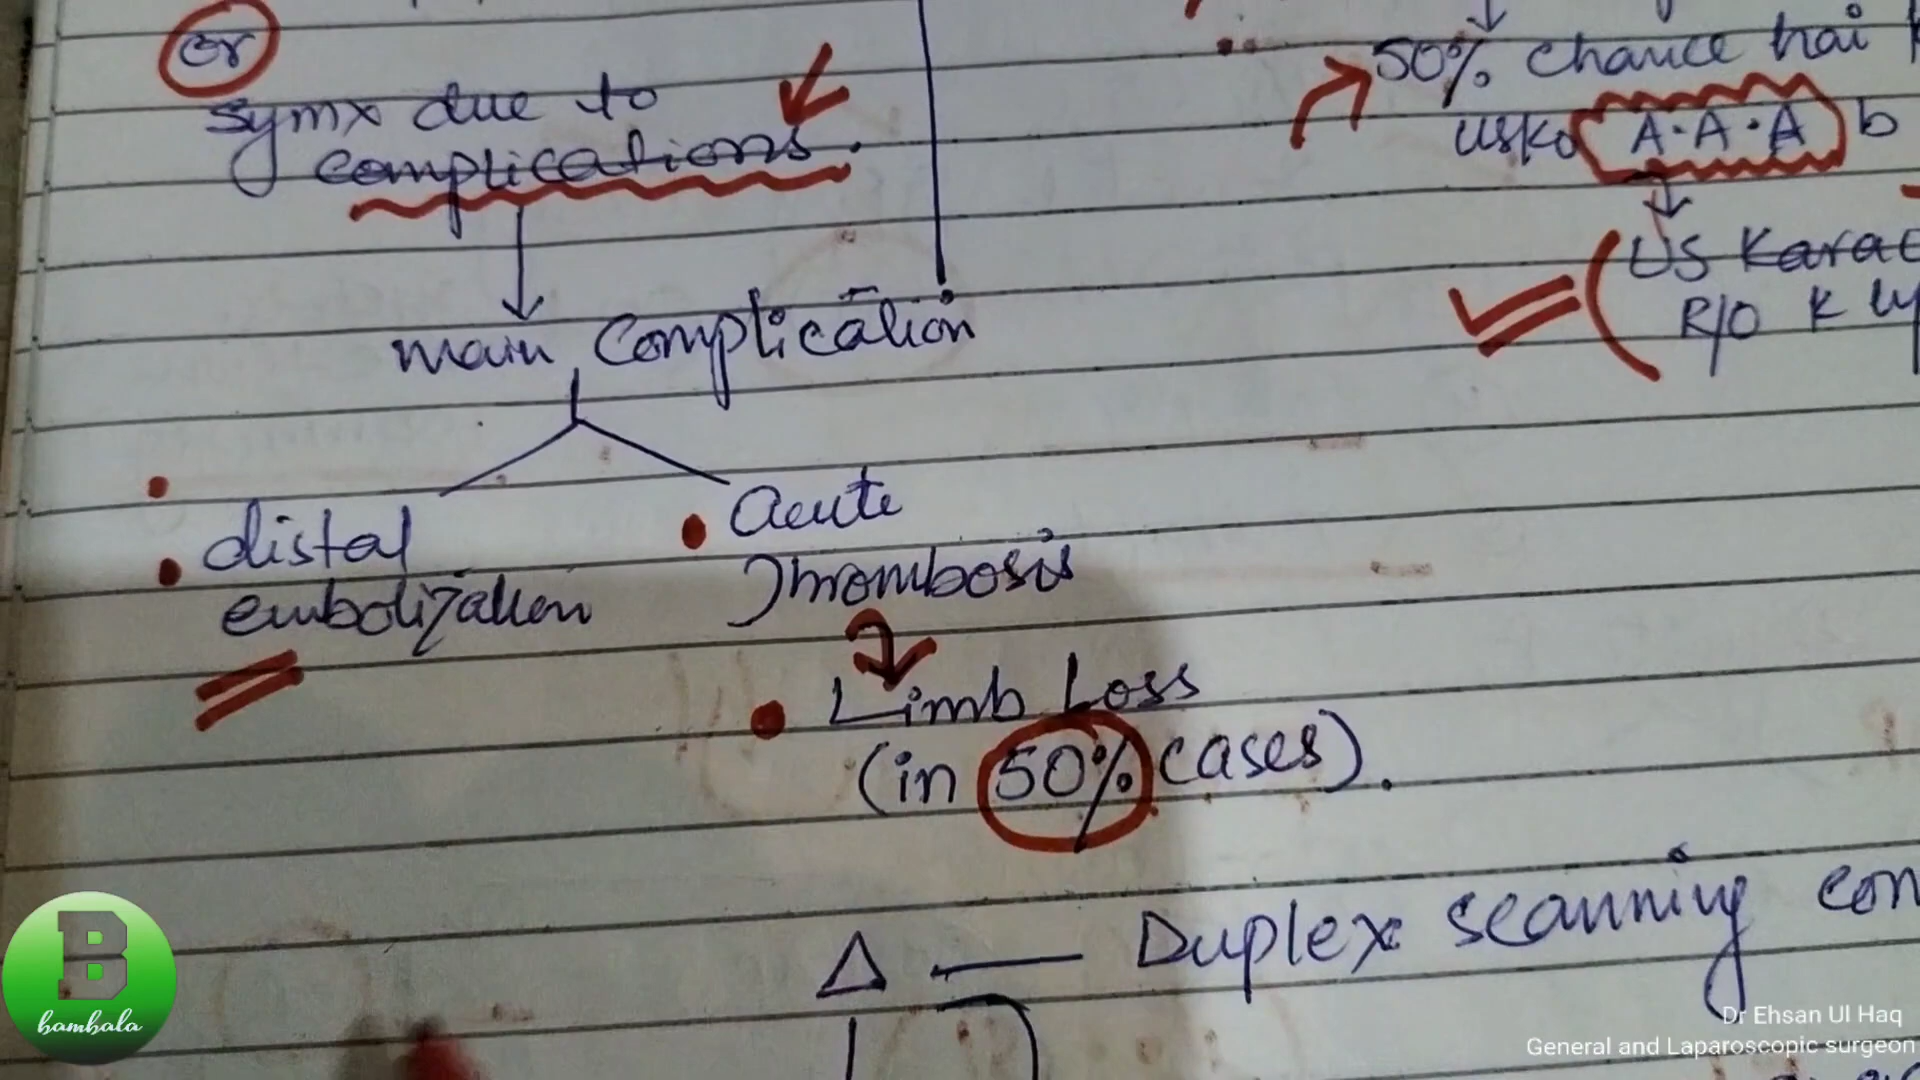 or
symx due to
complications.
main Complication
distal
embolization
Acute
Thrombosis
Limb Loss
(in 50% cases).
Δ — Duplex scanning con
50% chance hai
usko A.A.A b
(US Karat
R/O K
B
bambala
Dr Ehsan Ul Haq
General and Laparoscopic surgeon